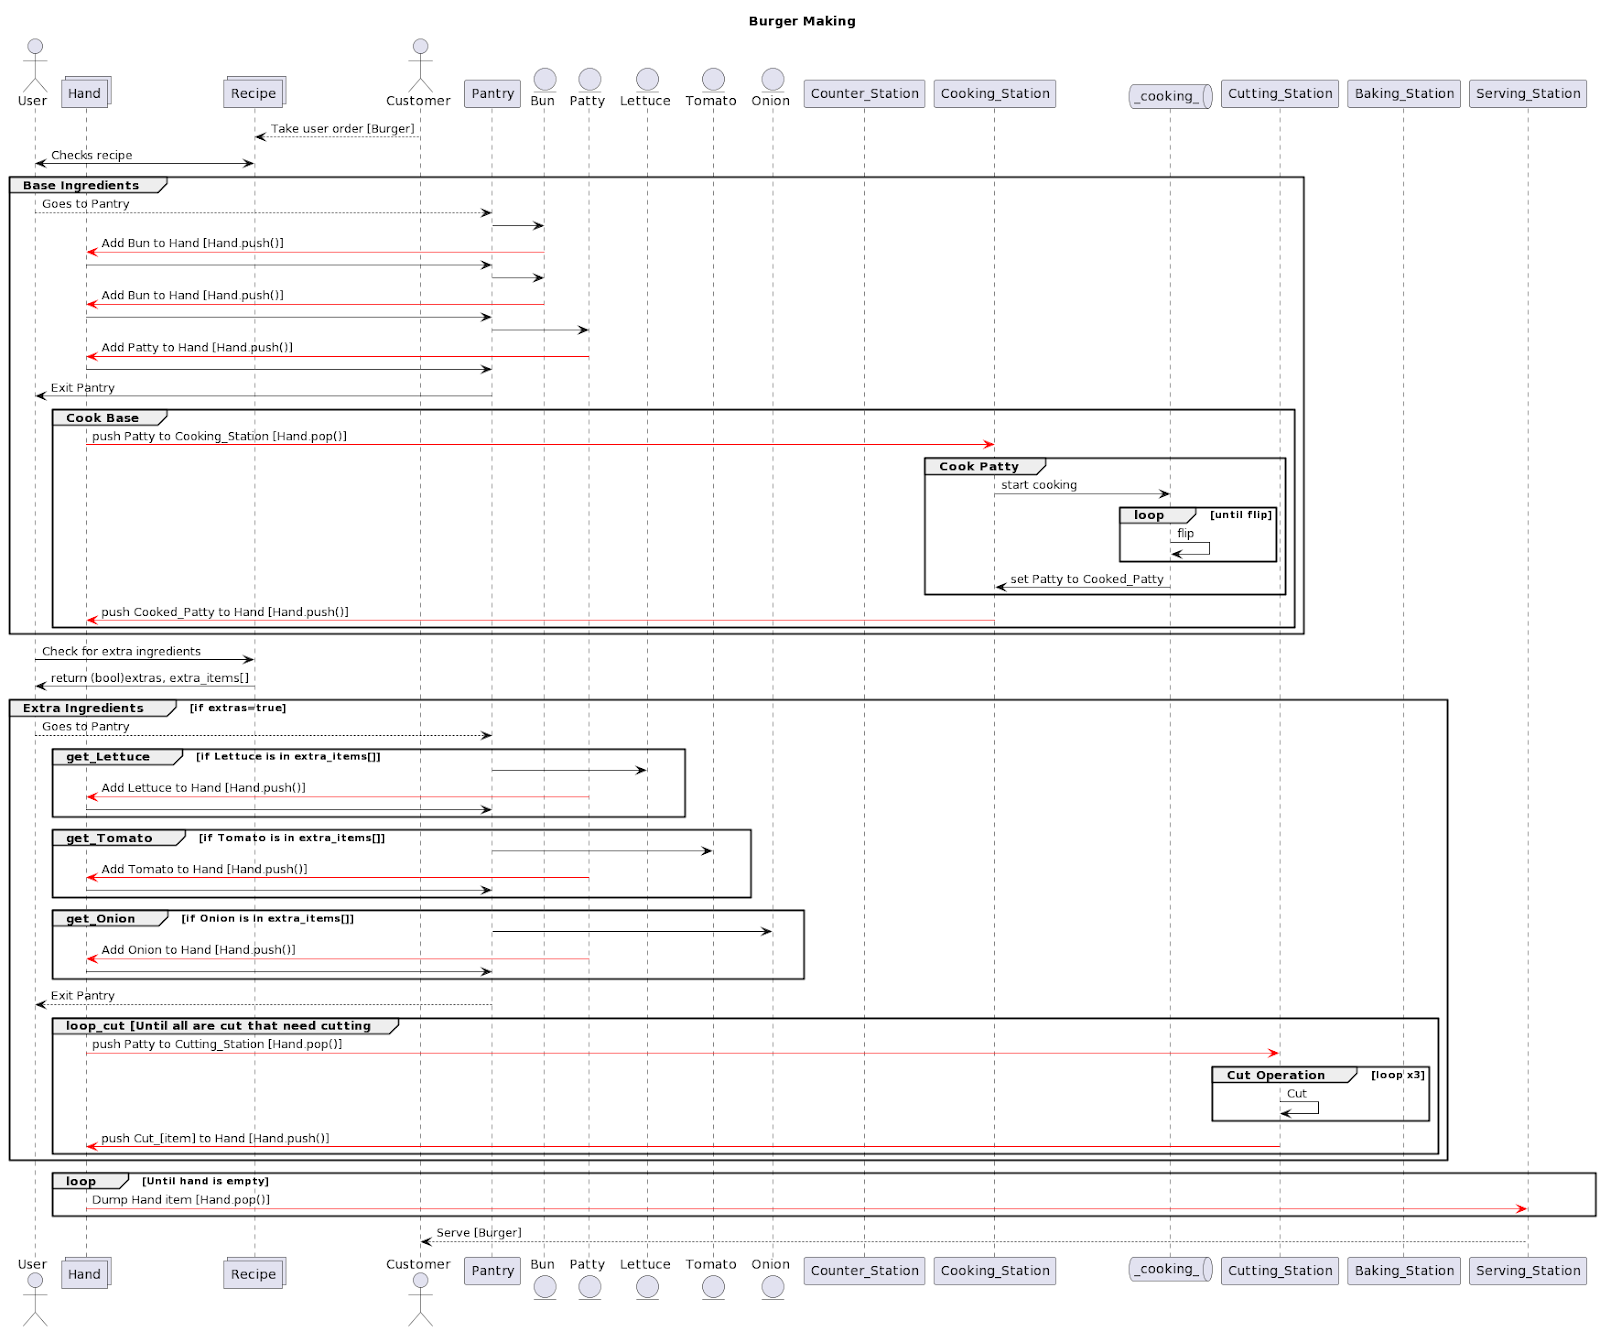 Burger Making
User Hand Recipe Customer Pantry Bun Patty Lettuce Tomato Onion Counter_Station Cooking_Station _cooking_ Cutting_Station Baking_Station Serving_Station
Take user order [Burger]
Checks recipe
Base Ingredients
Goes to Pantry
Add Bun to Hand [Hand.push()]
Add Bun to Hand [Hand.push()]
Add Patty to Hand [Hand.push()]
Exit Pantry
Cook Base
push Patty to Cooking_Station [Hand.pop()]
Cook Patty
start cooking
loop [until flip]
flip
set Patty to Cooked_Patty
push Cooked_Patty to Hand [Hand.push()]
Check for extra ingredients
return (bool)extras, extra_items[]
Extra Ingredients [if extras=true]
Goes to Pantry
get_Lettuce [if Lettuce is in extra_items[]]
Add Lettuce to Hand [Hand.push()]
get_Tomato [if Tomato is in extra_items[]]
Add Tomato to Hand [Hand.push()]
get_Onion [if Onion is in extra_items[]]
Add Onion to Hand [Hand.push()]
Exit Pantry
loop_cut [Until all are cut that need cutting
push Patty to Cutting_Station [Hand.pop()]
Cut Operation [loop x3]
Cut
push Cut_[item] to Hand [Hand.push()]
loop [Until hand is empty]
Dump Hand item [Hand.pop()]
Serve [Burger]
User Hand Recipe Customer Pantry Bun Patty Lettuce Tomato Onion Counter_Station Cooking_Station _cooking_ Cutting_Station Baking_Station Serving_Station